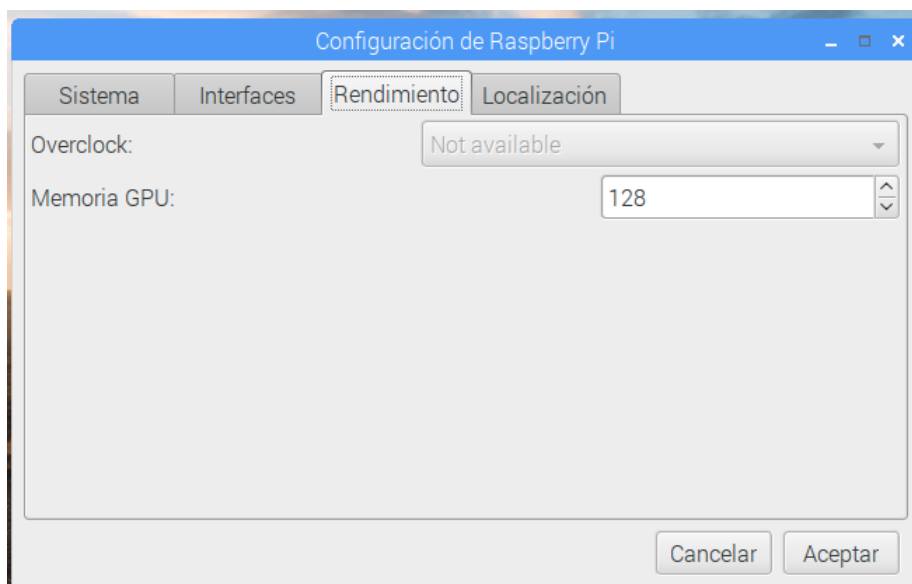 Configuración de Raspberry Pi
Sistema Interfaces Rendimiento Localización
Overclock: Not available
Memoria GPU: 128
Cancelar Aceptar